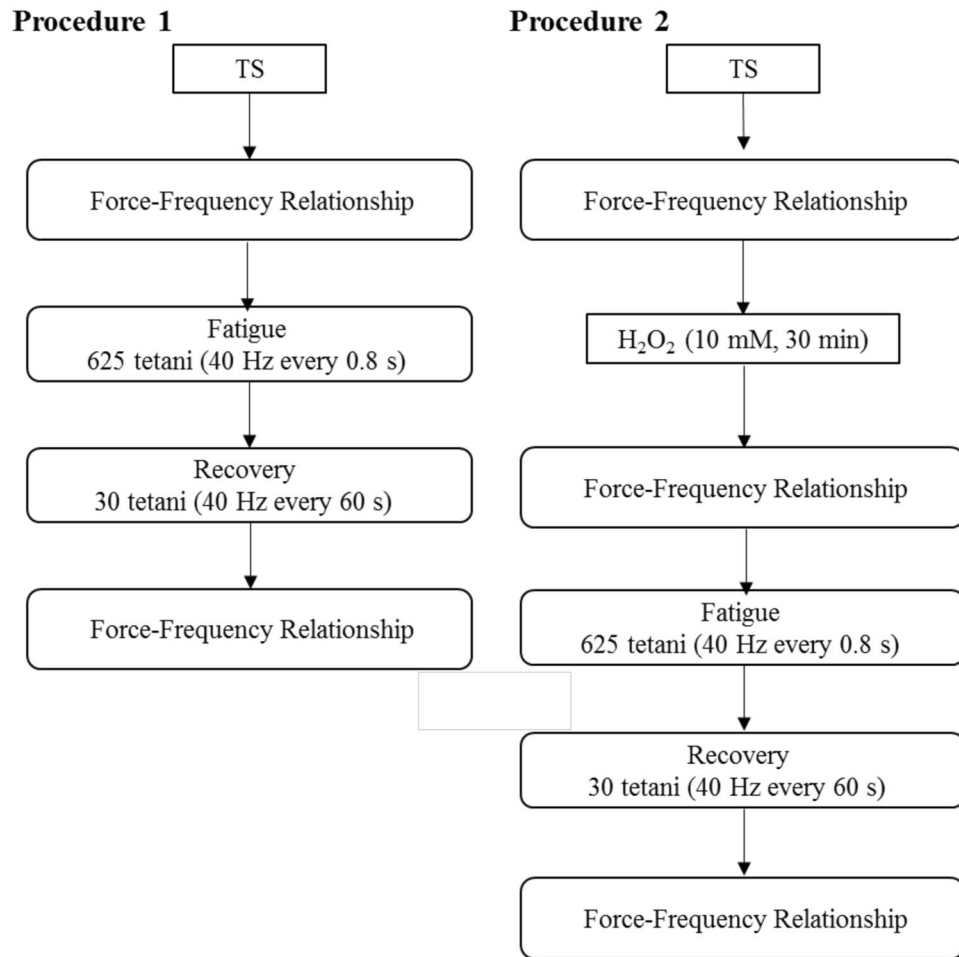 Procedure 1
TS
Force-Frequency Relationship
Fatigue
625 tetani (40 Hz every 0.8 s)
Recovery
30 tetani (40 Hz every 60 s)
Force-Frequency Relationship
Procedure 2
TS
Force-Frequency Relationship
H₂O₂ (10 mM, 30 min)
Force-Frequency Relationship
Fatigue
625 tetani (40 Hz every 0.8 s)
Recovery
30 tetani (40 Hz every 60 s)
Force-Frequency Relationship